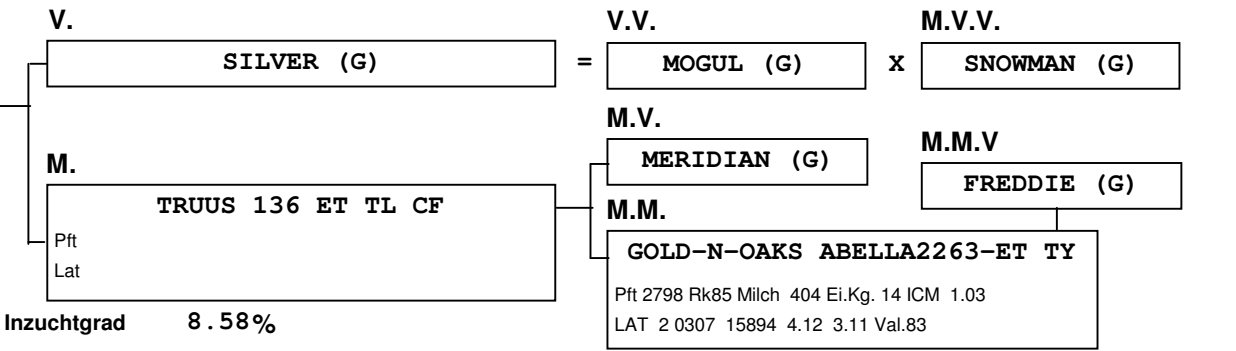 V.
V.V.
M.V.V.
SILVER (G)
=
MOGUL (G)
X
SNOWMAN (G)
M.V.
MERIDIAN (G)
M.M.V
FREDDIE (G)
M.
TRUUS 136 ET TL CF
Pft
Lat
M.M.
GOLD-N-OAKS ABELLA2263-ET TY
Pft 2798 Rk85 Milch 404 Ei.Kg. 14 ICM 1.03
LAT 2 0307 15894 4.12 3.11 Val.83
Inzuchtgrad 8.58%